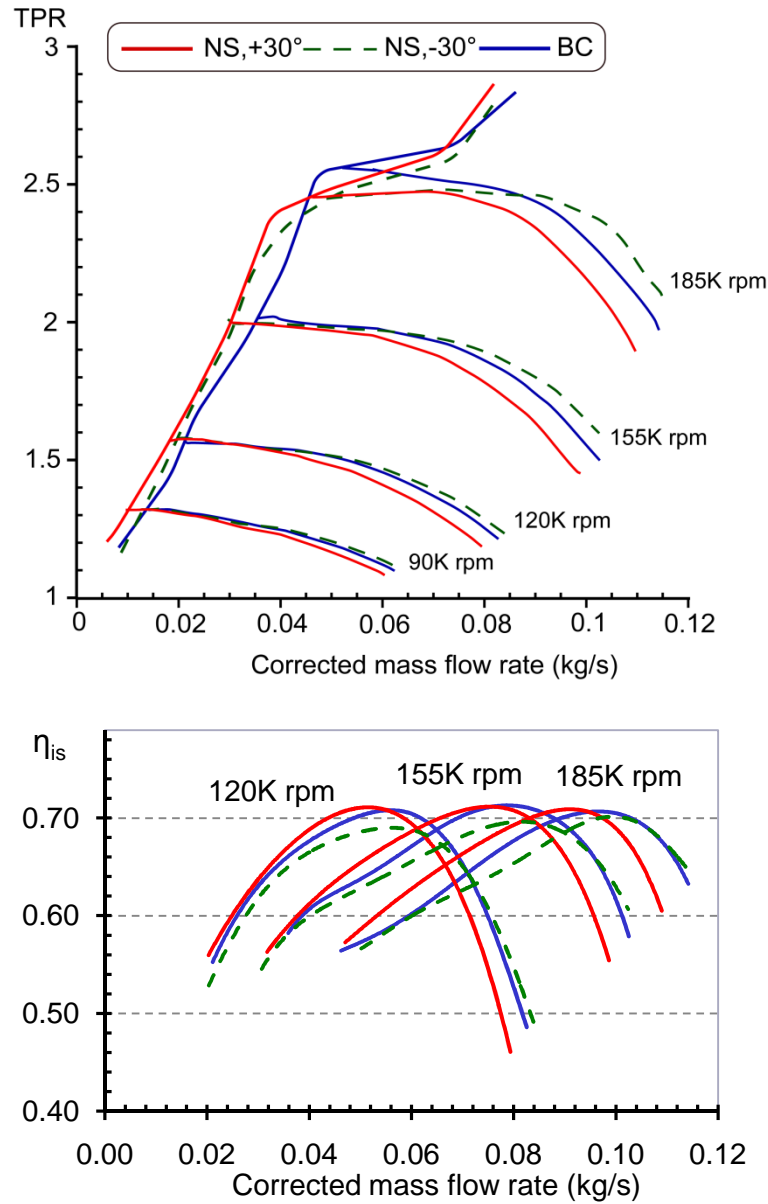 TPR
NS,+30° NS,-30° BC
3
2.5
2
1.5
1
185K rpm
155K rpm
120K rpm
90K rpm
0 0.02 0.04 0.06 0.08 0.10 0.12
Corrected mass flow rate (kg/s)
ηis
120K rpm 155K rpm 185K rpm
0.70
0.60
0.50
0.40
0.00 0.02 0.04 0.06 0.08 0.10 0.12
Corrected mass flow rate (kg/s)